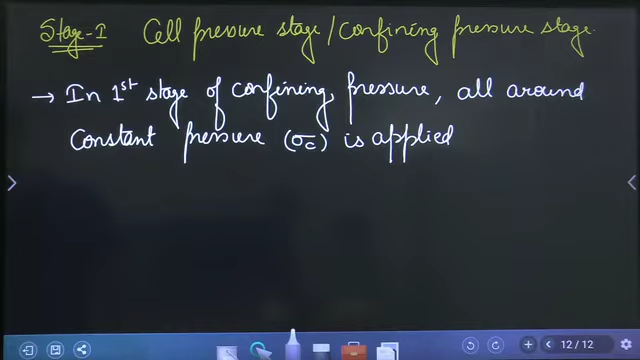 Stage-I Cell pressure stage/Confining pressure stage.
→ In 1st stage of confining pressure, all around
Constant pressure (σc) is applied
12 / 12